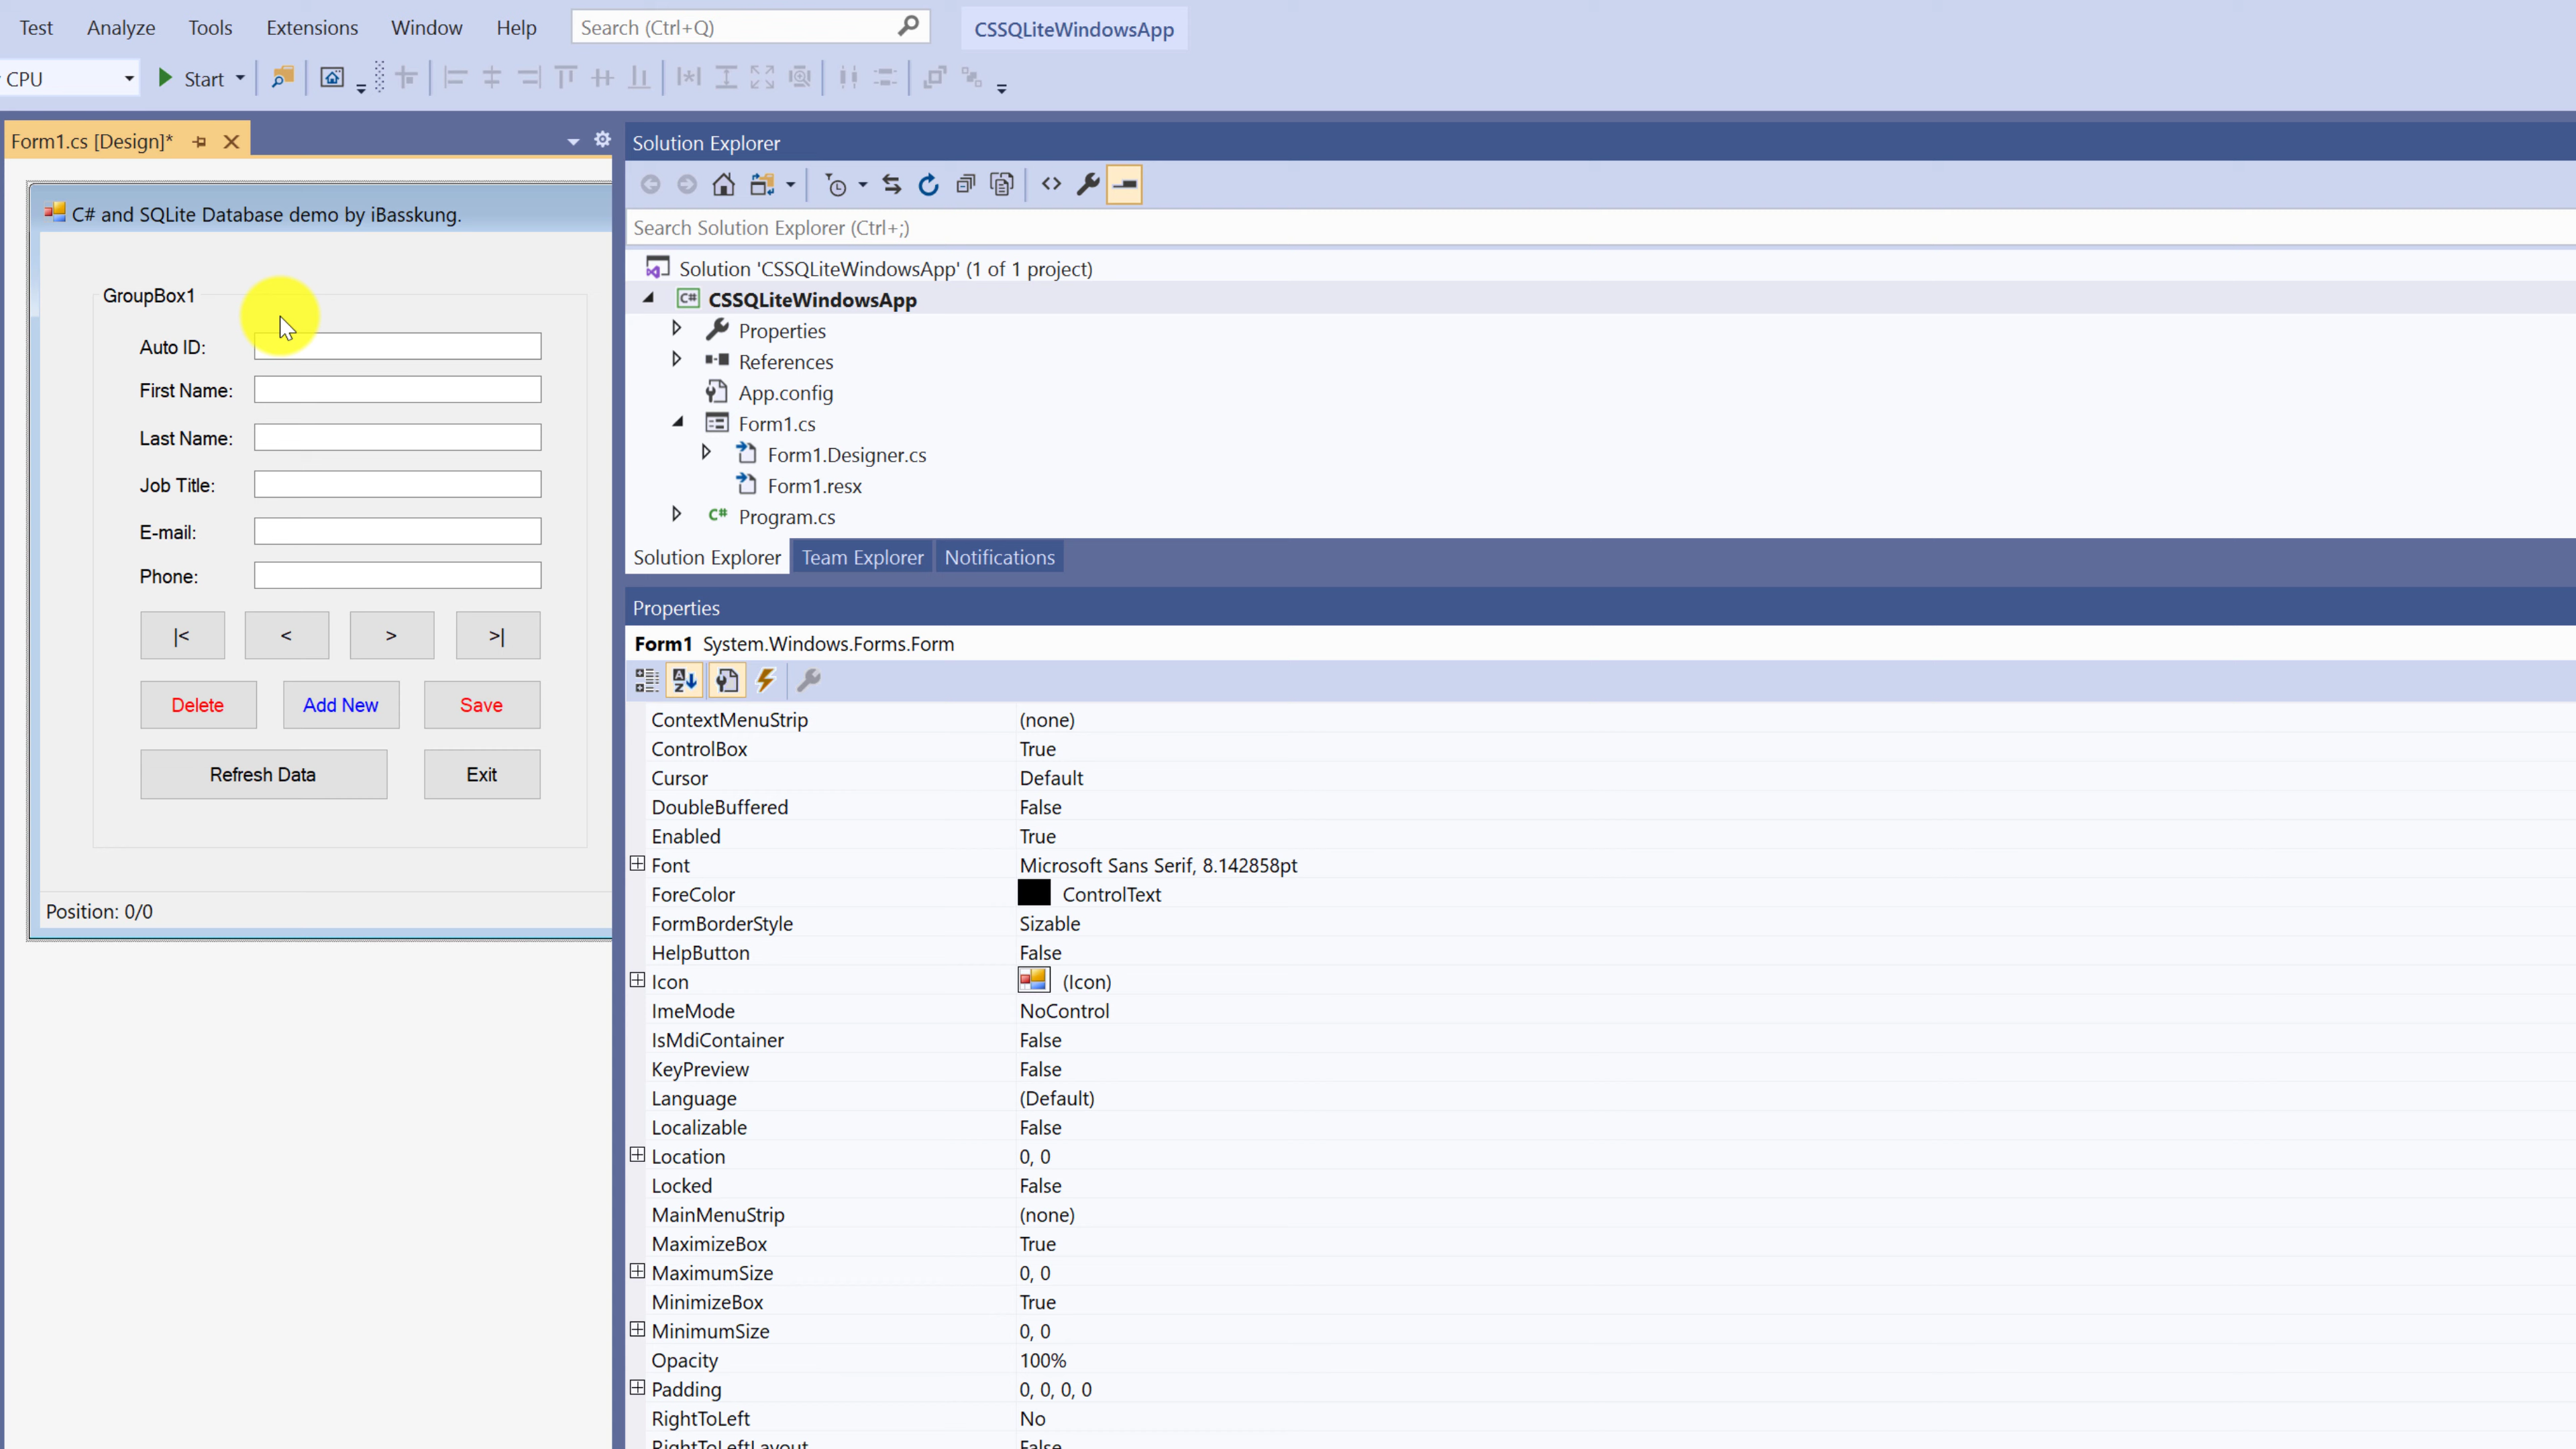 Test Analyze Tools Extensions Window Help Search (Ctrl+Q) CSSQLiteWindowsApp
CPU Start
Form1.cs [Design]*
C# and SQLite Database demo by iBasskung.
GroupBox1
Auto ID:
First Name:
Last Name:
Job Title:
E-mail:
Phone:
|< < > >|
Delete Add New Save
Refresh Data Exit
Position: 0/0
Solution Explorer
Search Solution Explorer (Ctrl+;)
Solution 'CSSQLiteWindowsApp' (1 of 1 project)
C# CSSQLiteWindowsApp
Properties
References
App.config
Form1.cs
Form1.Designer.cs
Form1.resx
C# Program.cs
Solution Explorer Team Explorer Notifications
Properties
Form1 System.Windows.Forms.Form
ContextMenuStrip (none)
ControlBox True
Cursor Default
DoubleBuffered False
Enabled True
Font Microsoft Sans Serif, 8.142858pt
ForeColor ControlText
FormBorderStyle Sizable
HelpButton False
Icon (Icon)
ImeMode NoControl
IsMdiContainer False
KeyPreview False
Language (Default)
Localizable False
Location 0, 0
Locked False
MainMenuStrip (none)
MaximizeBox True
MaximumSize 0, 0
MinimizeBox True
MinimumSize 0, 0
Opacity 100%
Padding 0, 0, 0, 0
RightToLeft No
RightToLeftLayout False